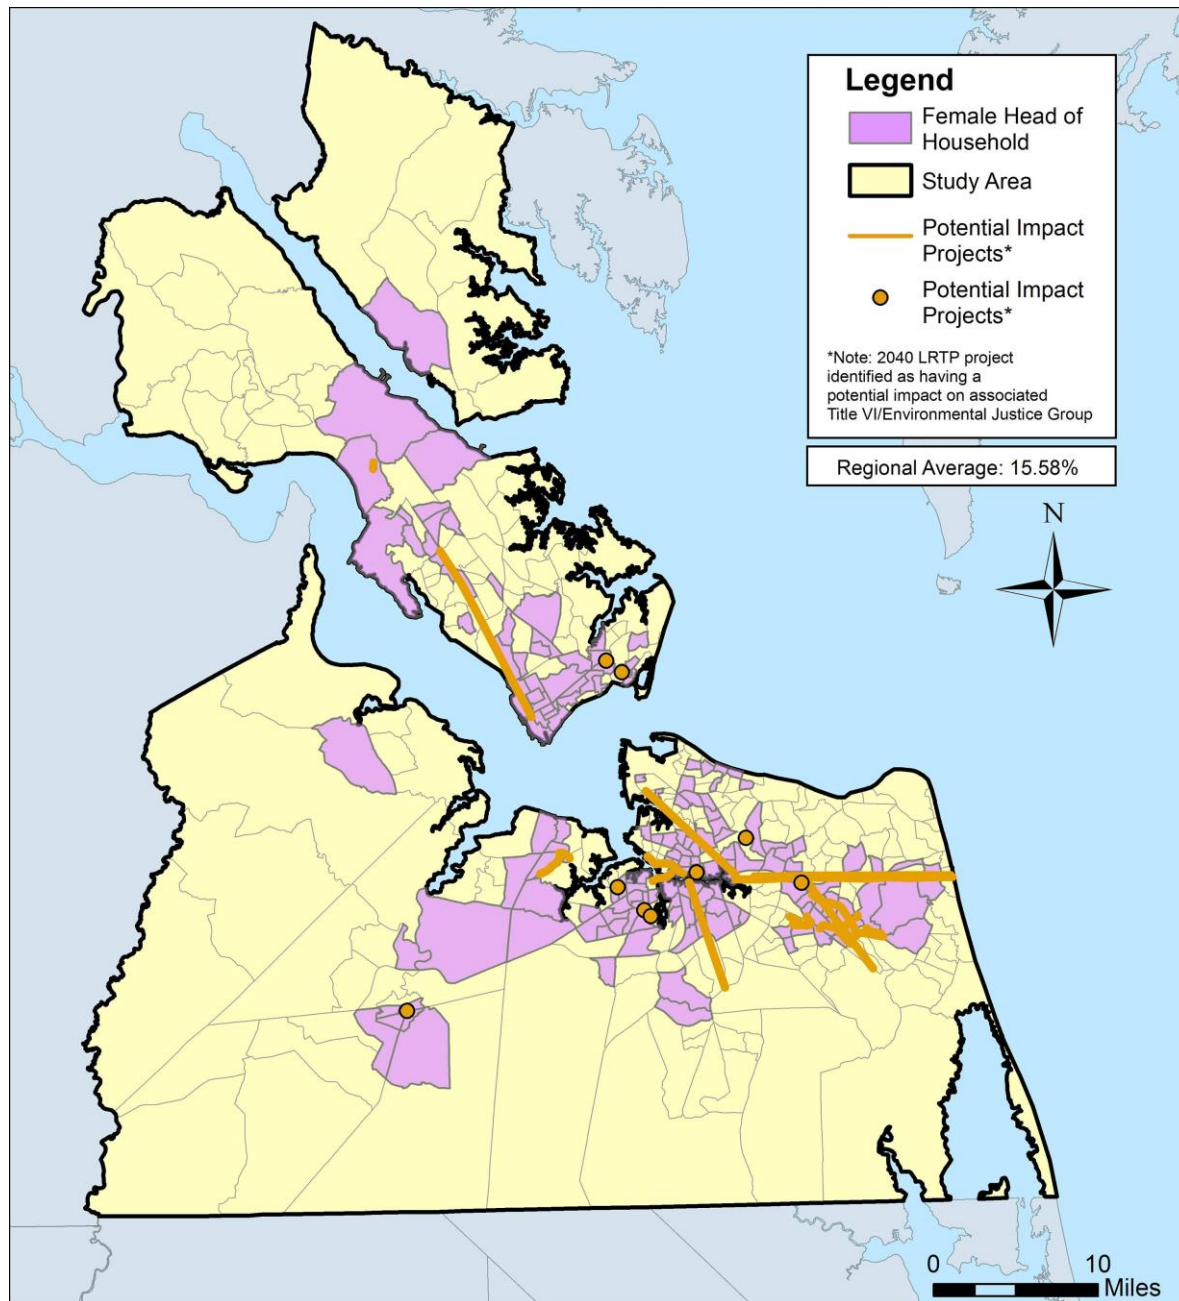 Legend
Female Head of
Household
Study Area
Potential Impact
Projects*
Potential Impact
Projects*
*Note: 2040 LRTP project
identified as having a
potential impact on associated
Title VI/Environmental Justice Group
Regional Average: 15.58%
N
0 10
Miles